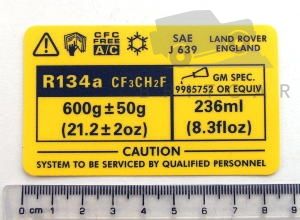 CFC
FREE
A/C
SAE
J 639
LAND ROVER
ENGLAND
R134a CF3CH2F
GM SPEC.
9985752 OR EQUIV
600g±50g
(21.2±2oz)
236ml
(8.3floz)
CAUTION
SYSTEM TO BE SERVICED BY QUALIFIED PERSONNEL
0 cm 1 2 3 4 5 6 7 8 9